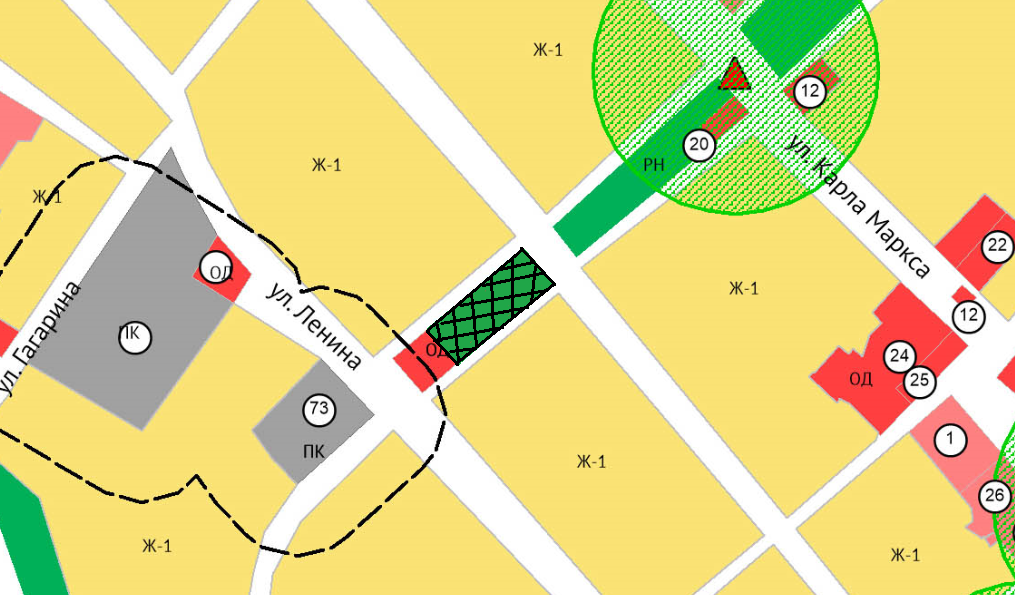 Ж-1
12
20
РН
ул. Карла Маркса
Ж-1
Ж-1
22
ОД
ул. Гагарина
ПК
ул. Ленина
Ж-1
12
ОД
24
25
ОД
73
ПК
1
Ж-1
26
Ж-1
Ж-1